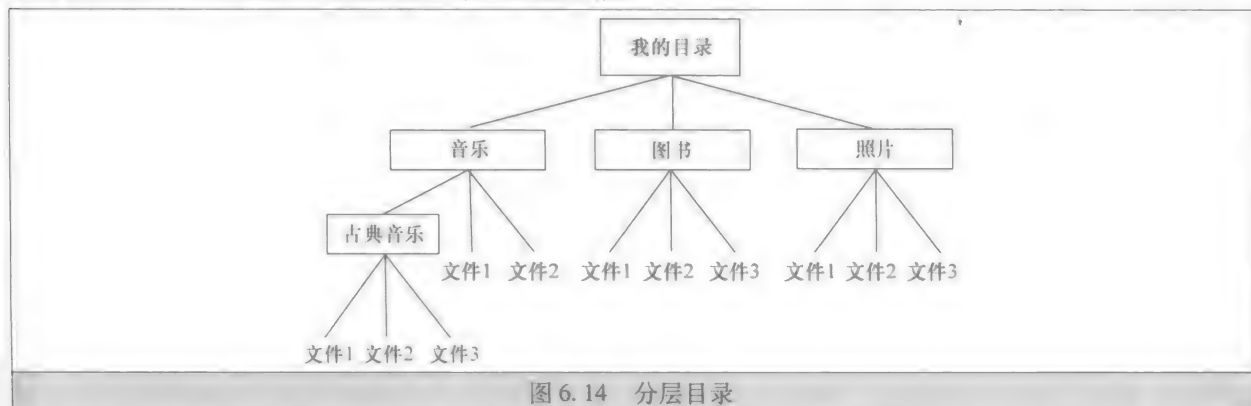 我的目录
音乐 图书 照片
古典音乐
文件1 文件2 文件1 文件2 文件3 文件1 文件2 文件3
文件1 文件2 文件3
图 6.14 分层目录